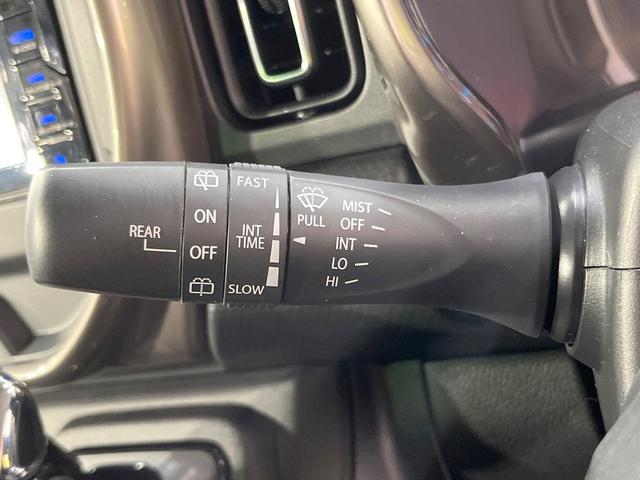 REAR
ON
OFF
FAST
INT
TIME
SLOW
PULL
MIST
OFF
INT
LO
HI